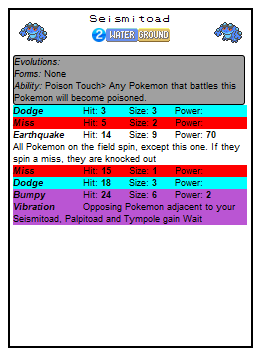 Seismitoad
2 WATER GROUND
Evolutions:
Forms: None
Ability: Poison Touch> Any Pokemon that battles this
Pokemon will become poisoned.
Dodge Hit: 3 Size: 3 Power:
Miss Hit: 5 Size: 2 Power:
Earthquake Hit: 14 Size: 9 Power: 70
All Pokemon on the field spin, except this one. If they
spin a miss, they are knocked out
Miss Hit: 15 Size: 1 Power:
Dodge Hit: 18 Size: 3 Power:
Bumpy Hit: 24 Size: 6 Power: 2
Vibration Opposing Pokemon adjacent to your
Seismitoad, Palpitoad and Tympole gain Wait